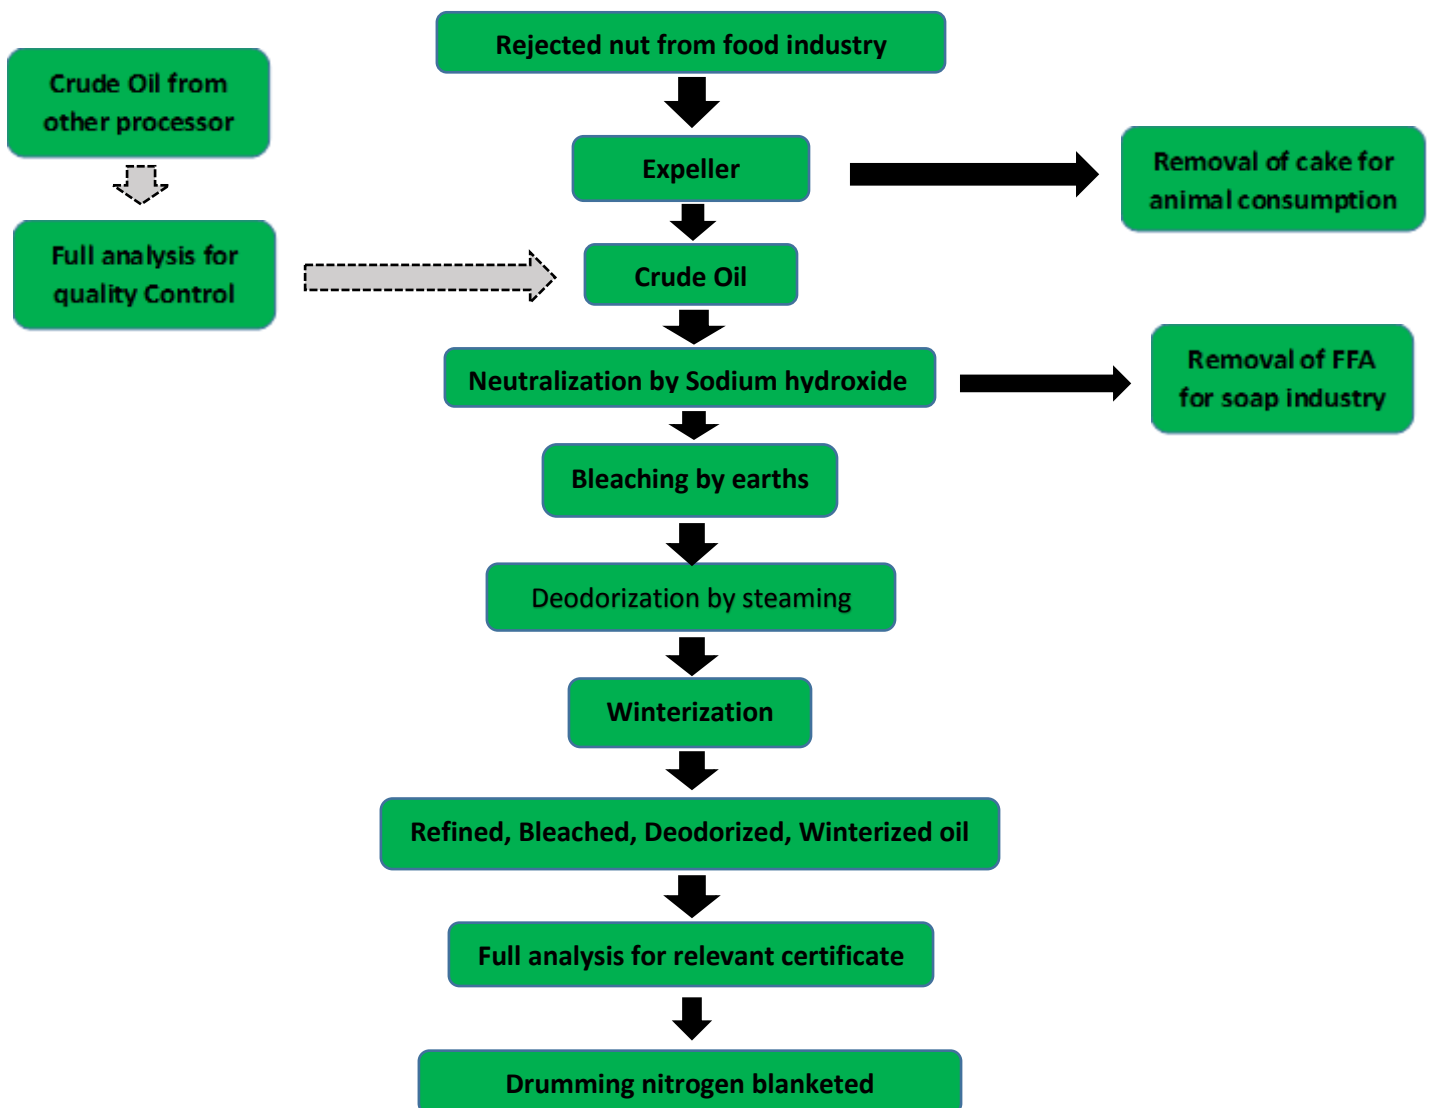 Rejected nut from food industry
Crude Oil from
other processor
Expeller
Removal of cake for
animal consumption
Full analysis for
quality Control
Crude Oil
Neutralization by Sodium hydroxide
Removal of FFA
for soap industry
Bleaching by earths
Deodorization by steaming
Winterization
Refined, Bleached, Deodorized, Winterized oil
Full analysis for relevant certificate
Drumming nitrogen blanketed